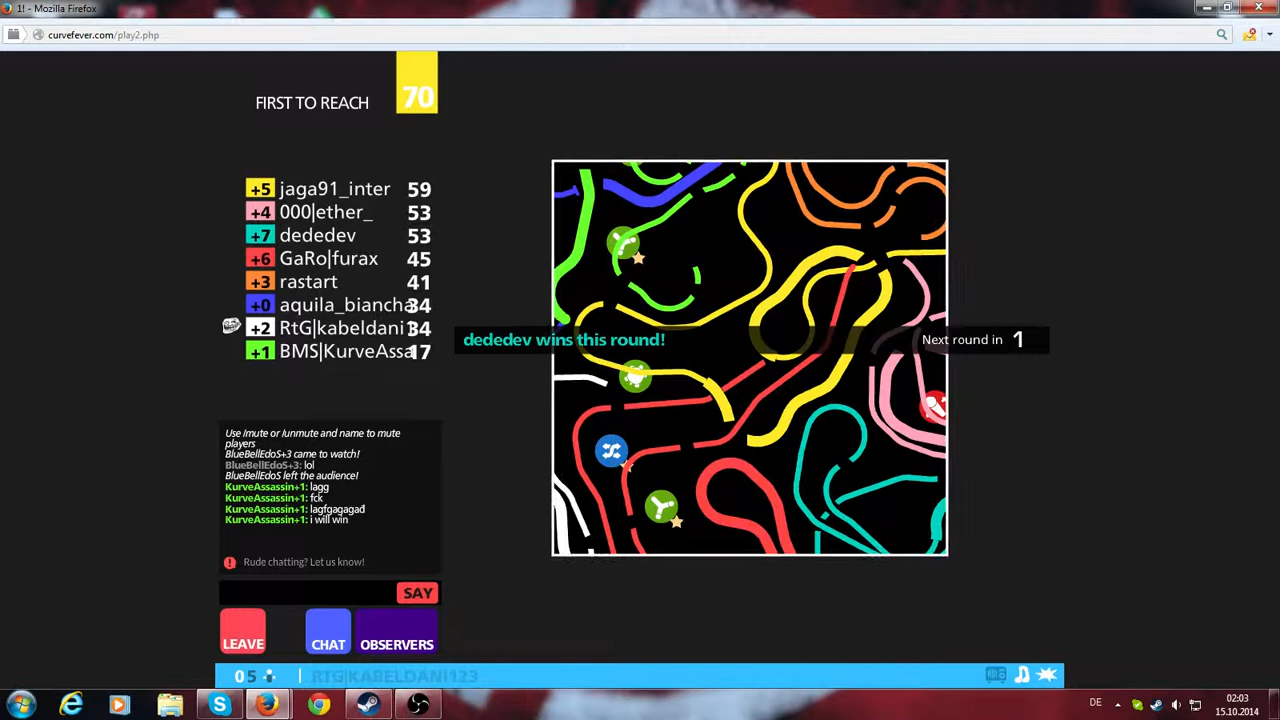 1! - Mozilla Firefox
curvefever.com/play2.php
FIRST TO REACH 70
+5 jaga91_inter 59
+4 000|ether_ 53
+7 dededev 53
+6 GaRo|furax 45
+3 rastart 41
+0 aquila_biancha 34
+2 RtG|kabeldani1 34
+1 BMS|KurveAssa 17
dededev wins this round!
Next round in 1
Use /mute or /unmute and name to mute
players
BlueBellEdoS+3 came to watch!
BlueBellEdoS+3: lol
BlueBellEdoS left the audience!
KurveAssassin+1: lagg
KurveAssassin+1: fck
KurveAssassin+1: lagfgagagad
KurveAssassin+1: i will win
Rude chatting? Let us know!
SAY
LEAVE
CHAT
OBSERVERS
05
RTG|KABELDANI123
DE
02:03
15.10.2014